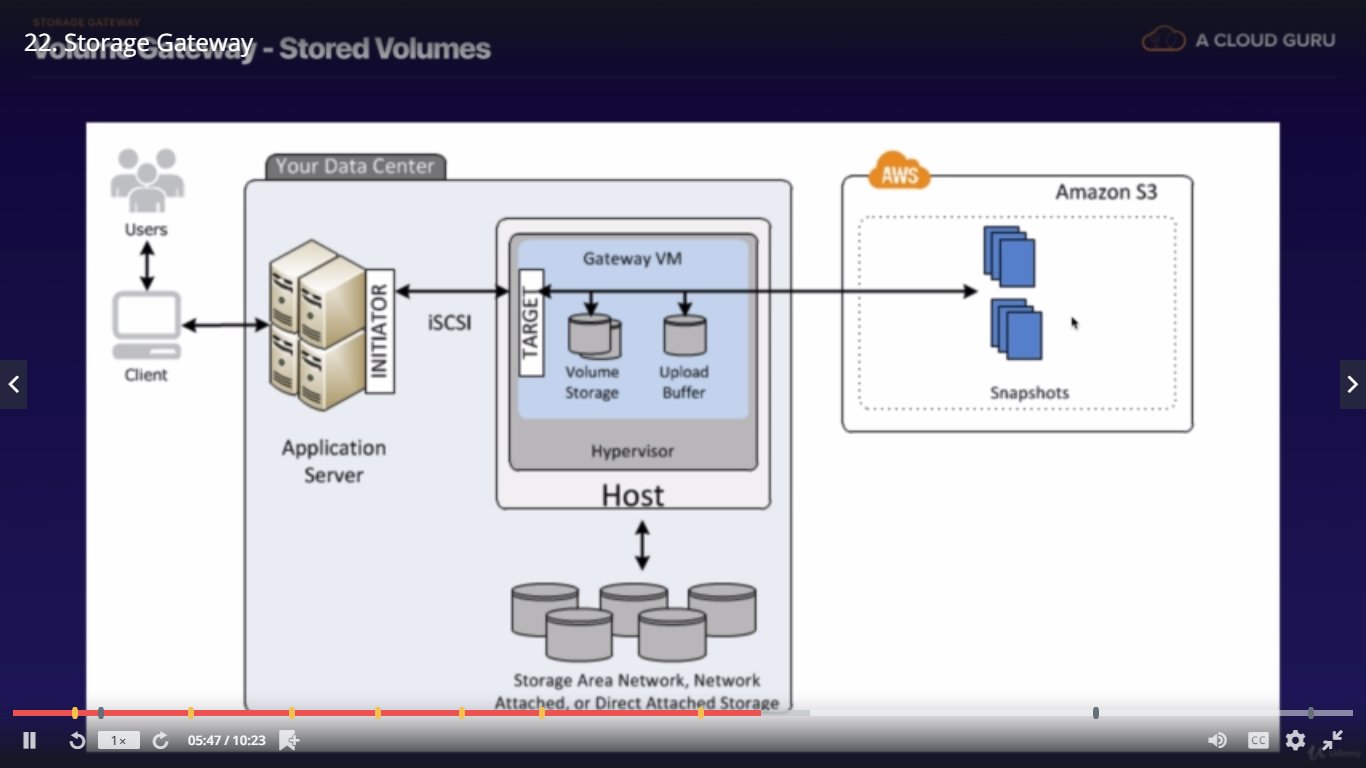 STORAGE GATEWAY
22. Storage Gateway
Volume Gateway - Stored Volumes
A CLOUD GURU
Your Data Center
AWS
Amazon S3
Users
Gateway VM
INITIATOR
TARGET
iSCSI
Client
Volume
Storage
Upload
Buffer
Snapshots
Application
Server
Hypervisor
Host
Storage Area Network, Network
Attached, or Direct Attached Storage
1×
05:47 / 10:23
CC
Udemy